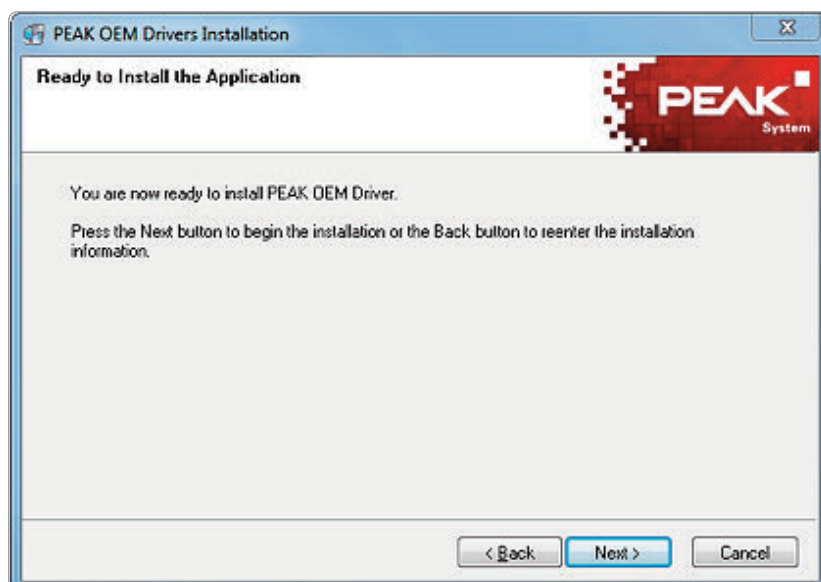 PEAK OEM Drivers Installation
Ready to Install the Application
PEAK
System
You are now ready to install PEAK OEM Driver.
Press the Next button to begin the installation or the Back button to reenter the installation
information.
< Back
Next >
Cancel